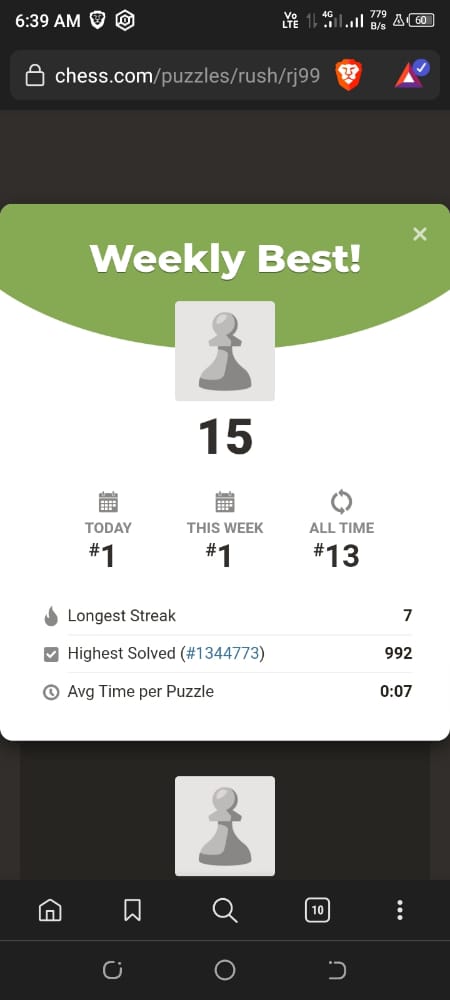 6:39 AM Vo LTE 4G 779 B/s 60
chess.com/puzzles/rush/rj99
Weekly Best!
15
TODAY THIS WEEK ALL TIME
#1 #1 #13
Longest Streak 7
Highest Solved (#1344773) 992
Avg Time per Puzzle 0:07
10